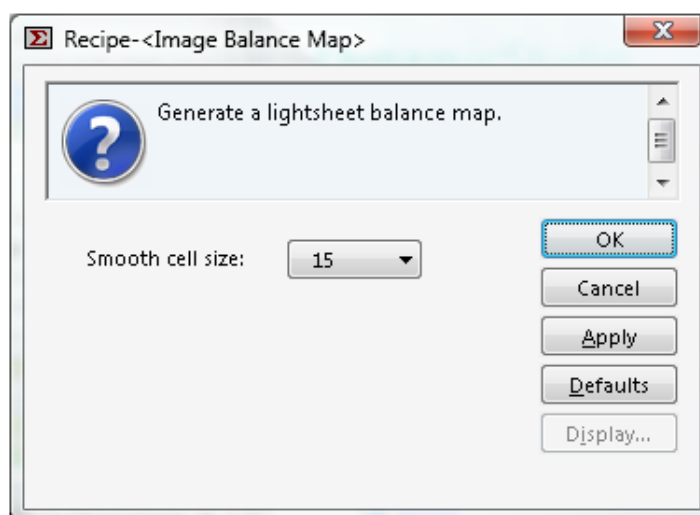 Recipe-<Image Balance Map>
Generate a lightsheet balance map.
Smooth cell size:
15
OK
Cancel
Apply
Defaults
Display...